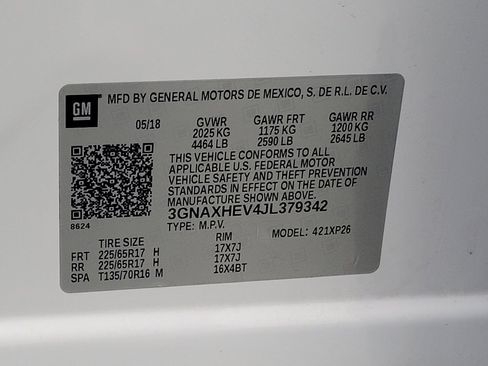 GM MFD BY GENERAL MOTORS DE MEXICO, S. DE R.L. DE C.V.
05/18 GVWR GAWR FRT GAWR RR
2025 KG 1175 KG 1200 KG
4464 LB 2590 LB 2645 LB
THIS VEHICLE CONFORMS TO ALL
APPLICABLE U.S. FEDERAL MOTOR
VEHICLE SAFETY AND THEFT PREVENTION
STANDARDS IN EFFECT ON THE DATE OF
MANUFACTURE SHOWN ABOVE.
3GNAXHEV4JL379342
8624 TYPE: M.P.V. MODEL: 421XP26
TIRE SIZE RIM
FRT 225/65R17 H 17X7J
RR 225/65R17 H 17X7J
SPA T135/70R16 M 16X4BT